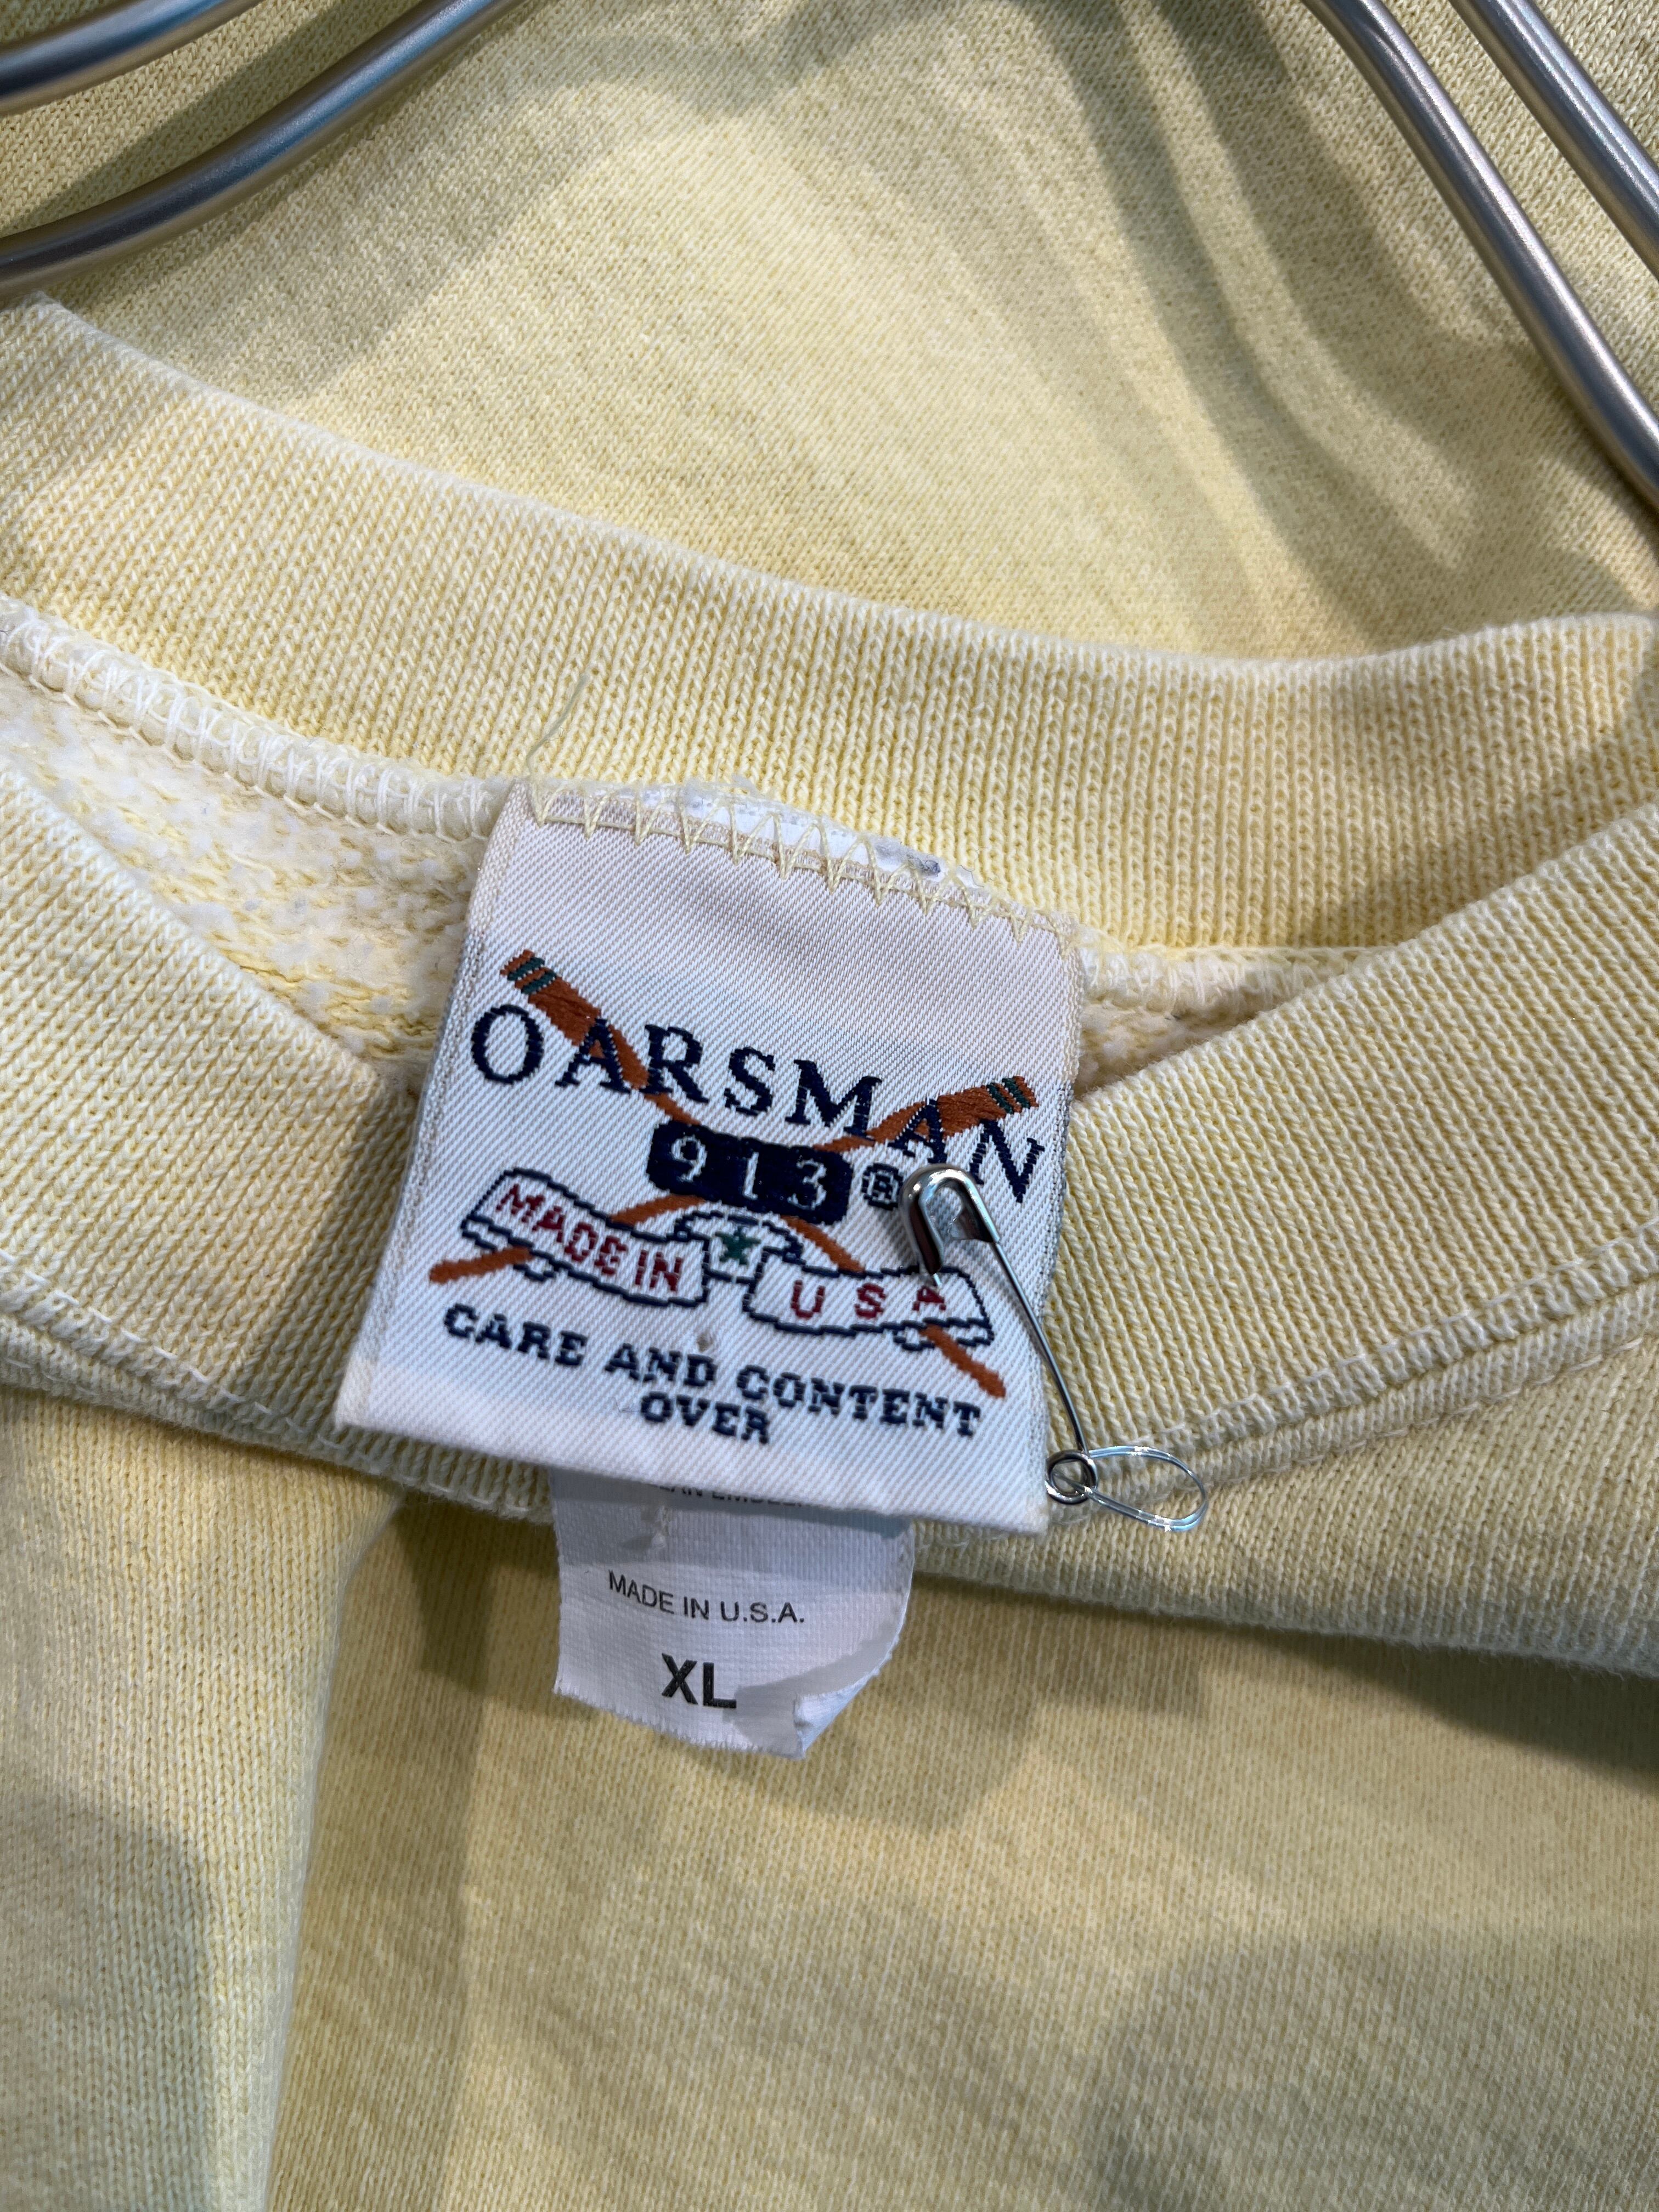 OARSMAN
913®
MADE IN USA
CARE AND CONTENT
OVER
MADE IN U.S.A.
XL